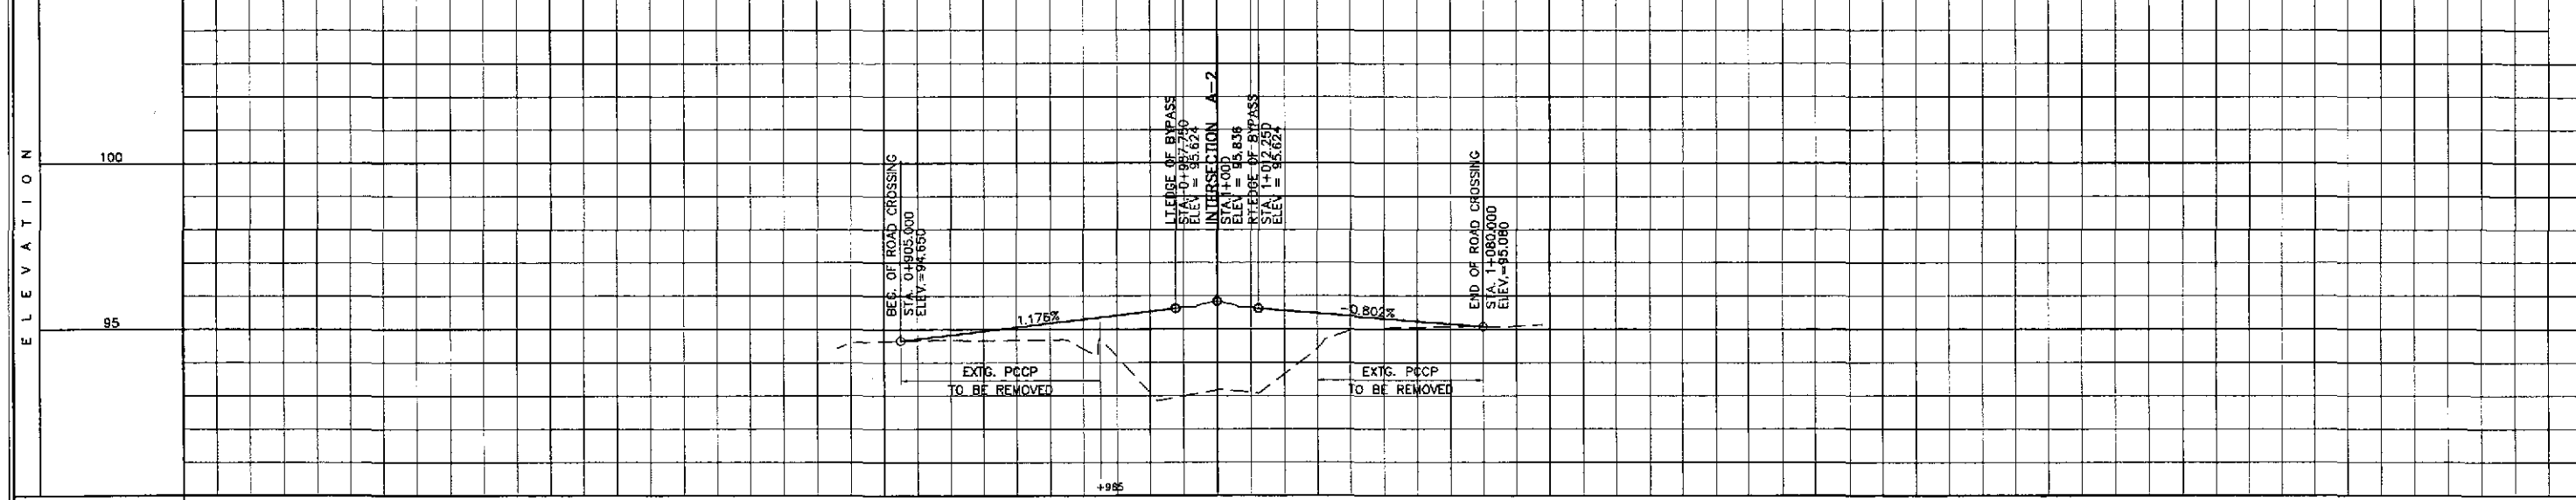 ELEVATION
100
95
BEG. OF ROAD CROSSING
STA. 0+905.000
ELEV.=94.650
1.176%
LT.EDGE OF BYPASS
STA. 0+987.750
ELEV = 95.624
INTERSECTION A-2
STA.1+000
ELEV = 95.836
RT.EDGE OF BYPASS
STA. 1+012.250
ELEV = 95.624
-0.802%
END OF ROAD CROSSING
STA. 1+080.000
ELEV.=95.080
EXTG. PCCP
TO BE REMOVED
EXTG. PCCP
TO BE REMOVED
+965